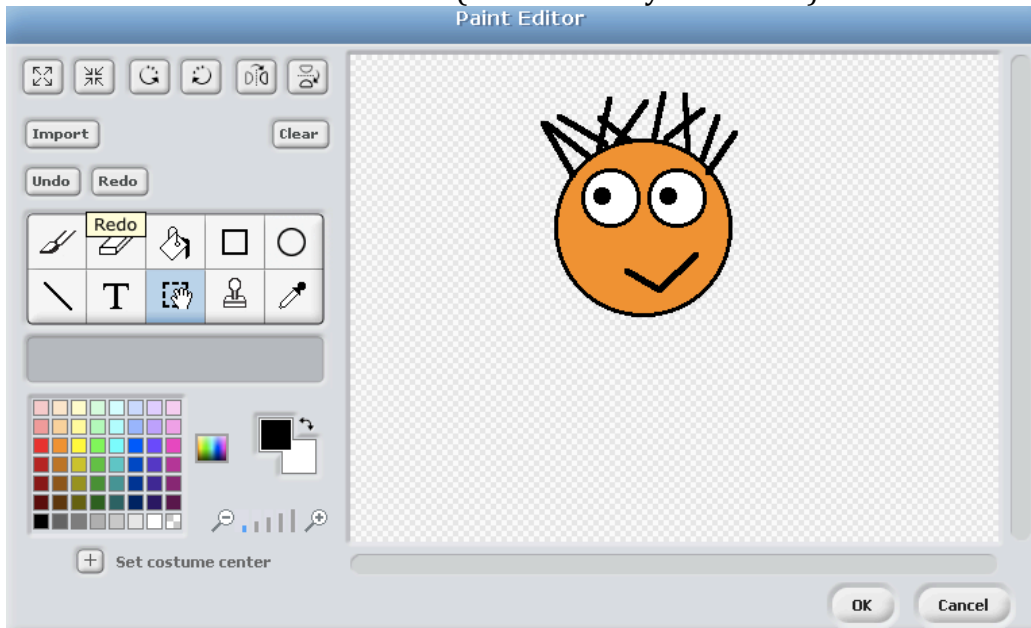 Paint Editor
Import Clear
Undo Redo
Redo
T
Set costume center
OK Cancel